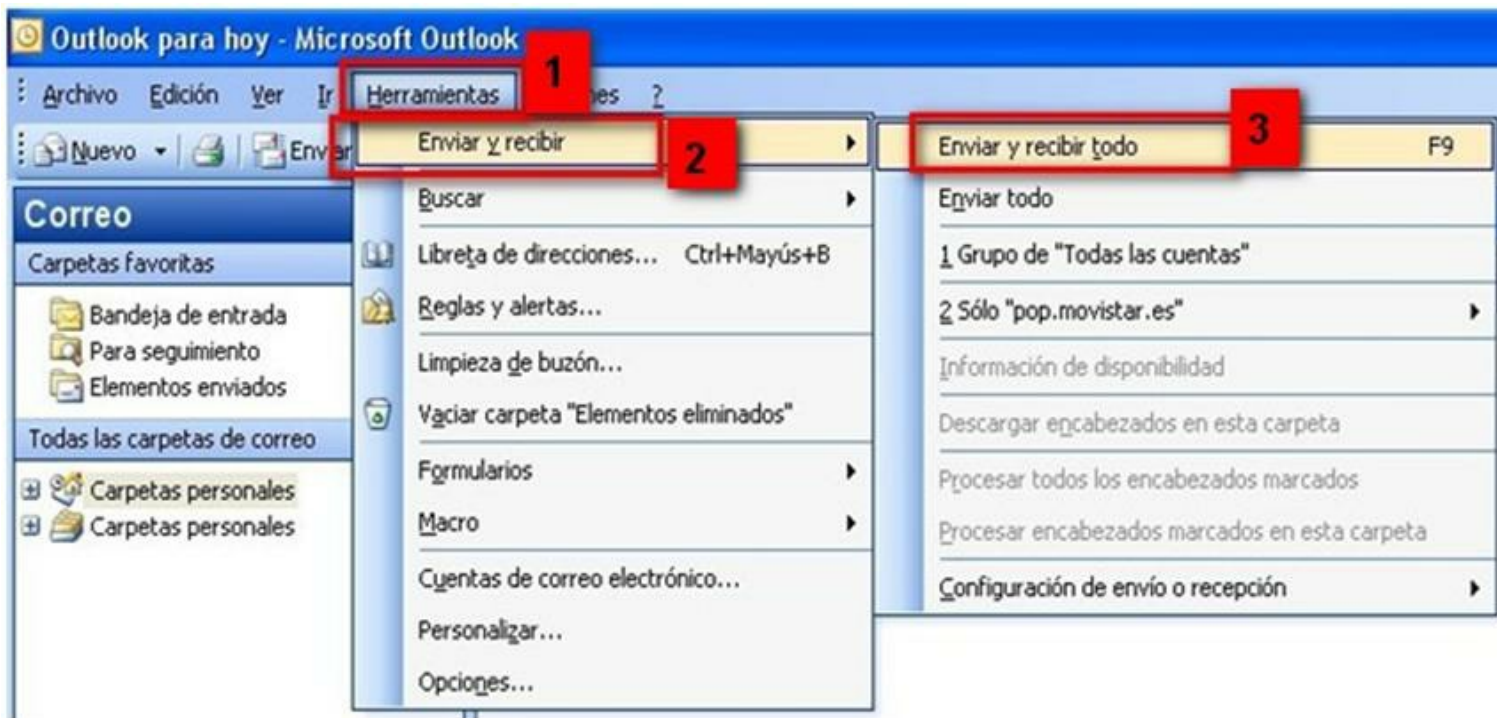 Outlook para hoy - Microsoft Outlook
1
Archivo Edición Ver Ir Herramientas ?
Nuevo
Enviar y recibir
2
Enviar y recibir todo F9
3
Correo
Carpetas favoritas
Bandeja de entrada
Para seguimiento
Elementos enviados
Todas las carpetas de correo
Carpetas personales
Carpetas personales
Buscar
Libreta de direcciones... Ctrl+Mayús+B
Reglas y alertas...
Limpieza de buzón...
Vaciar carpeta "Elementos eliminados"
Formularios
Macro
Cuentas de correo electrónico...
Personalizar...
Opciones...
Enviar todo
1 Grupo de "Todas las cuentas"
2 Sólo "pop.movistar.es"
Información de disponibilidad
Descargar encabezados en esta carpeta
Procesar todos los encabezados marcados
Procesar encabezados marcados en esta carpeta
Configuración de envío o recepción